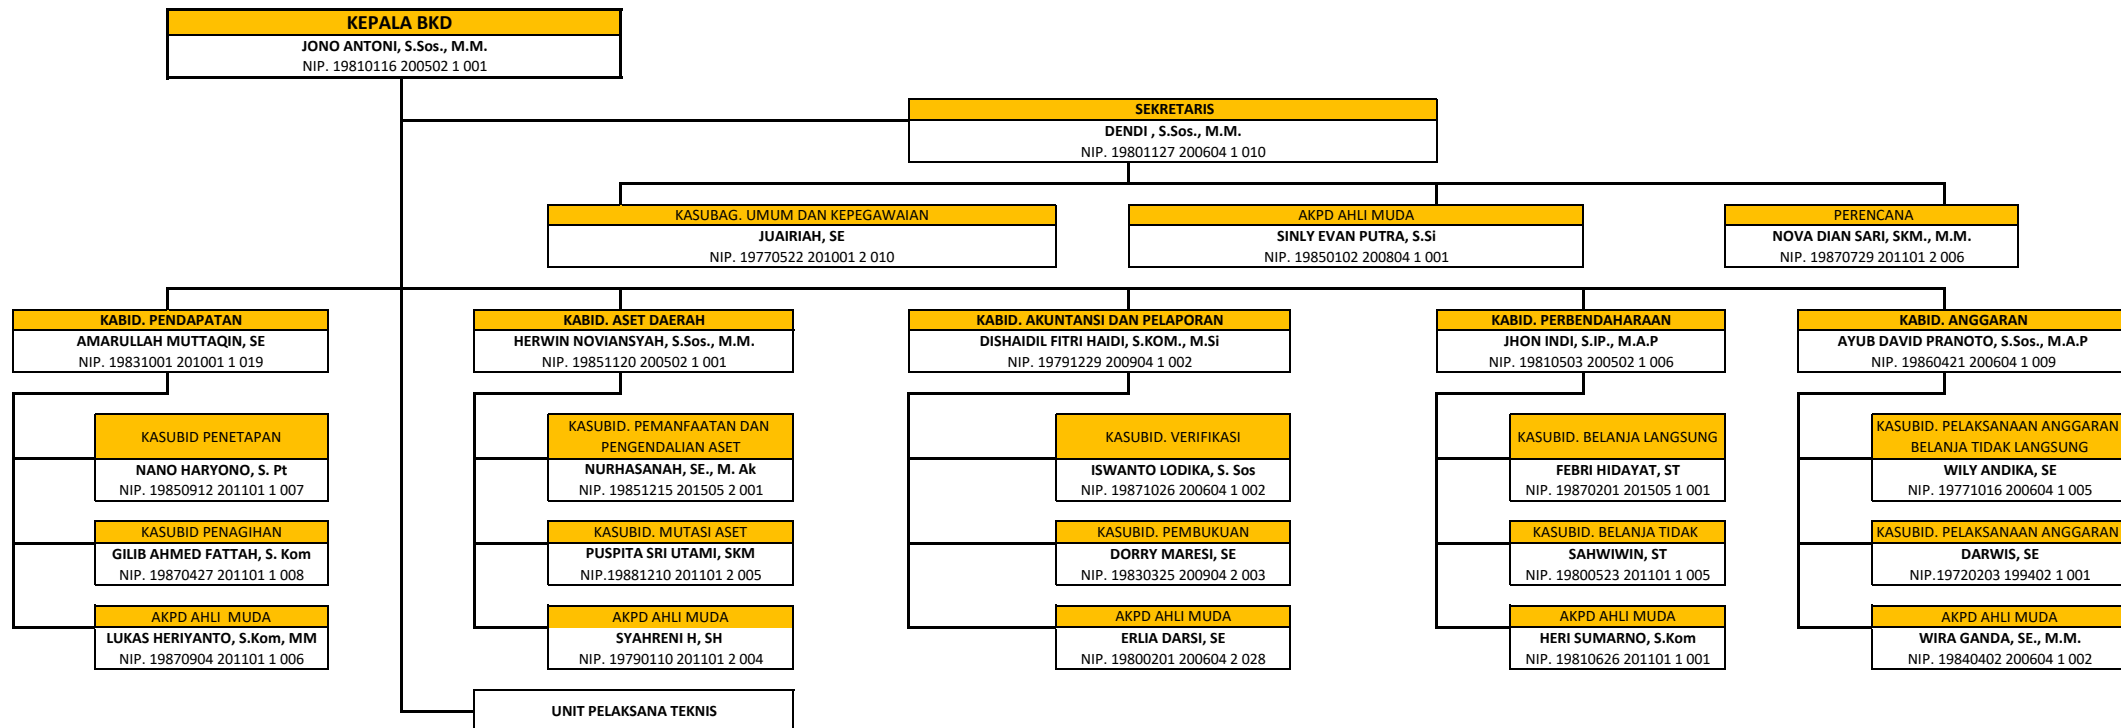 KEPALA BKD
JONO ANTONI, S.Sos., M.M.
NIP. 19810116 200502 1 001
SEKRETARIS
DENDI , S.Sos., M.M.
NIP. 19801127 200604 1 010
KASUBAG. UMUM DAN KEPEGAWAIAN
JUAIRIAH, SE
NIP. 19770522 201001 2 010
AKPD AHLI MUDA
SINLY EVAN PUTRA, S.Si
NIP. 19850102 200804 1 001
PERENCANA
NOVA DIAN SARI, SKM., M.M.
NIP. 19870729 201101 2 006
KABID. PENDAPATAN
AMARULLAH MUTTAQIN, SE
NIP. 19831001 201001 1 019
KASUBID PENETAPAN
NANO HARYONO, S. Pt
NIP. 19850912 201101 1 007
KASUBID PENAGIHAN
GILIB AHMED FATTAH, S. Kom
NIP. 19870427 201101 1 008
AKPD AHLI  MUDA
LUKAS HERIYANTO, S.Kom, MM
NIP. 19870904 201101 1 006
KABID. ASET DAERAH
HERWIN NOVIANSYAH, S.Sos., M.M.
NIP. 19851120 200502 1 001
KASUBID. PEMANFAATAN DAN
PENGENDALIAN ASET
NURHASANAH, SE., M. Ak
NIP. 19851215 201505 2 001
KASUBID. MUTASI ASET
PUSPITA SRI UTAMI, SKM
NIP.19881210 201101 2 005
AKPD AHLI MUDA
SYAHRENI H, SH
NIP. 19790110 201101 2 004
KABID. AKUNTANSI DAN PELAPORAN
DISHAIDIL FITRI HAIDI, S.KOM., M.Si
NIP. 19791229 200904 1 002
KASUBID. VERIFIKASI
ISWANTO LODIKA, S. Sos
NIP. 19871026 200604 1 002
KASUBID. PEMBUKUAN
DORRY MARESI, SE
NIP. 19830325 200904 2 003
AKPD AHLI MUDA
ERLIA DARSI, SE
NIP. 19800201 200604 2 028
KABID. PERBENDAHARAAN
JHON INDI, S.IP., M.A.P
NIP. 19810503 200502 1 006
KASUBID. BELANJA LANGSUNG
FEBRI HIDAYAT, ST
NIP. 19870201 201505 1 001
KASUBID. BELANJA TIDAK
SAHWIWIN, ST
NIP. 19800523 201101 1 005
AKPD AHLI MUDA
HERI SUMARNO, S.Kom
NIP. 19810626 201101 1 001
KABID. ANGGARAN
AYUB DAVID PRANOTO, S.Sos., M.A.P
NIP. 19860421 200604 1 009
KASUBID. PELAKSANAAN ANGGARAN
BELANJA TIDAK LANGSUNG
WILY ANDIKA, SE
NIP. 19771016 200604 1 005
KASUBID. PELAKSANAAN ANGGARAN
DARWIS, SE
NIP.19720203 199402 1 001
AKPD AHLI MUDA
WIRA GANDA, SE., M.M.
NIP. 19840402 200604 1 002
UNIT PELAKSANA TEKNIS